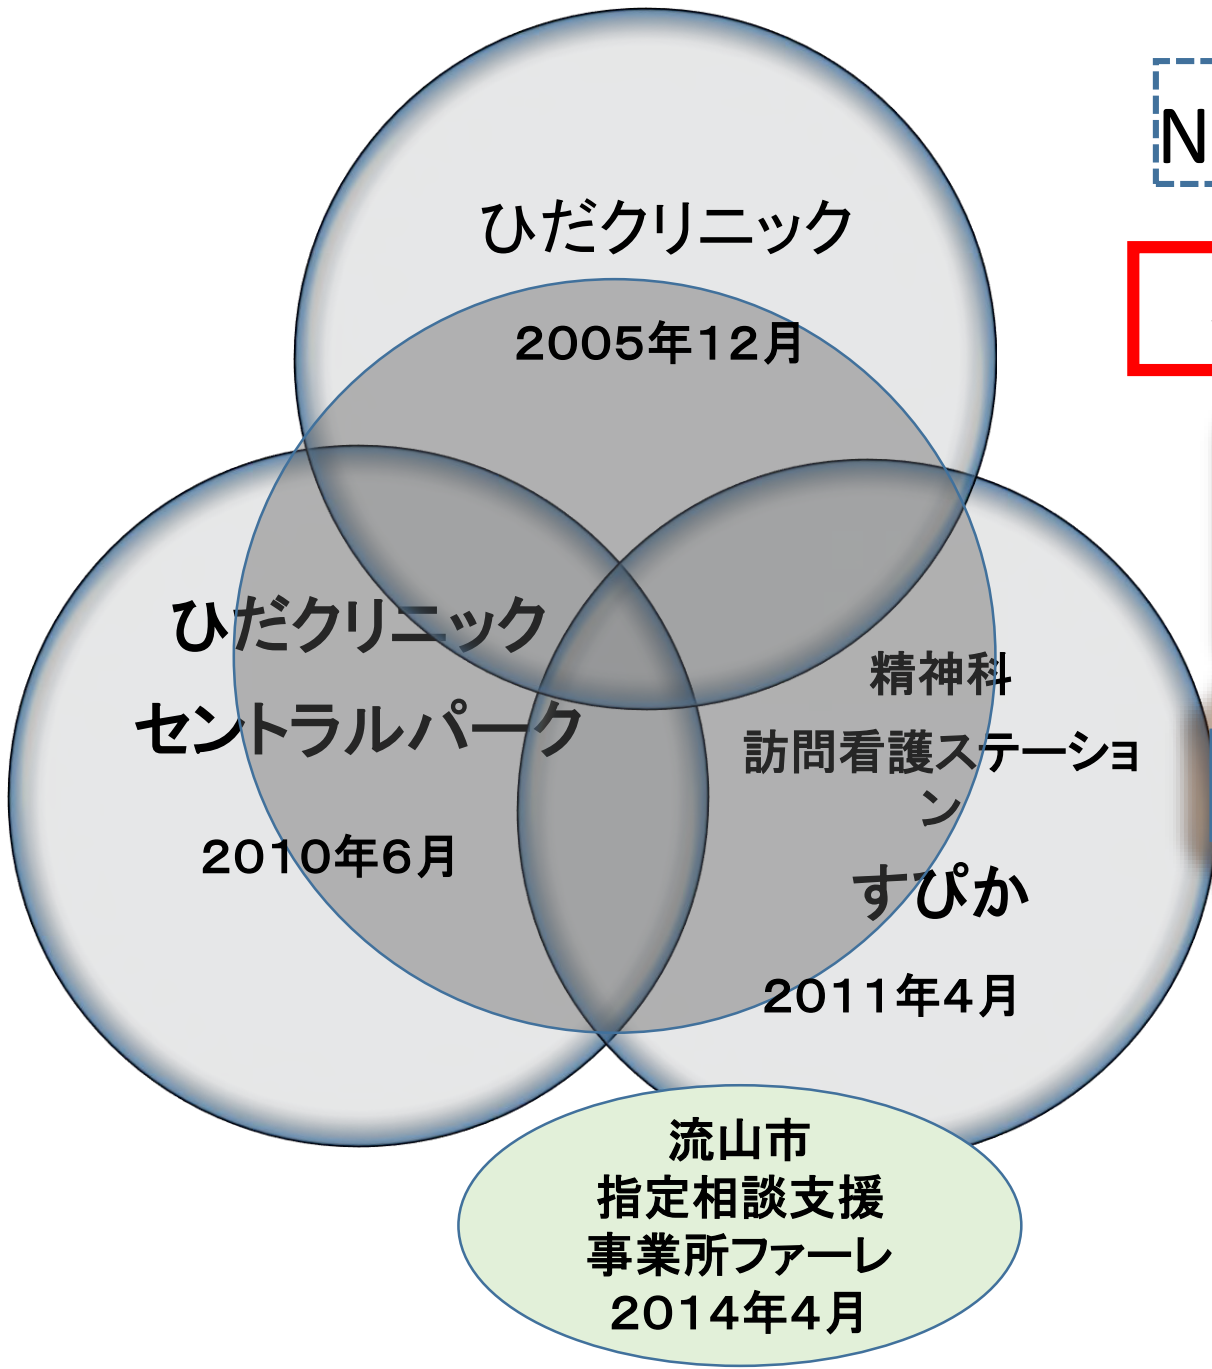 ひだクリニック
2005年12月
N
ひだクリニック
セントラルパーク
2010年6月
精神科
訪問看護ステーショ
ン
すぴか
2011年4月
流山市
指定相談支援
事業所ファーレ
2014年4月